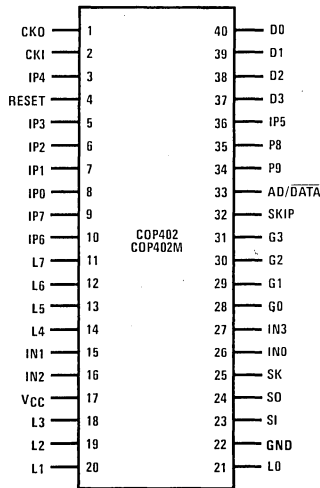 CKO 1 40 D0
CKI 2 39 D1
IP4 3 38 D2
RESET 4 37 D3
IP3 5 36 IP5
IP2 6 35 P8
IP1 7 34 P9
IP0 8 33 AD/DATA
IP7 9 32 SKIP
IP6 10 COP402 31 G3
COP402M
L7 11 30 G2
L6 12 29 G1
L5 13 28 G0
L4 14 27 IN3
IN1 15 26 IN0
IN2 16 25 SK
VCC 17 24 SO
L3 18 23 SI
L2 19 22 GND
L1 20 21 L0